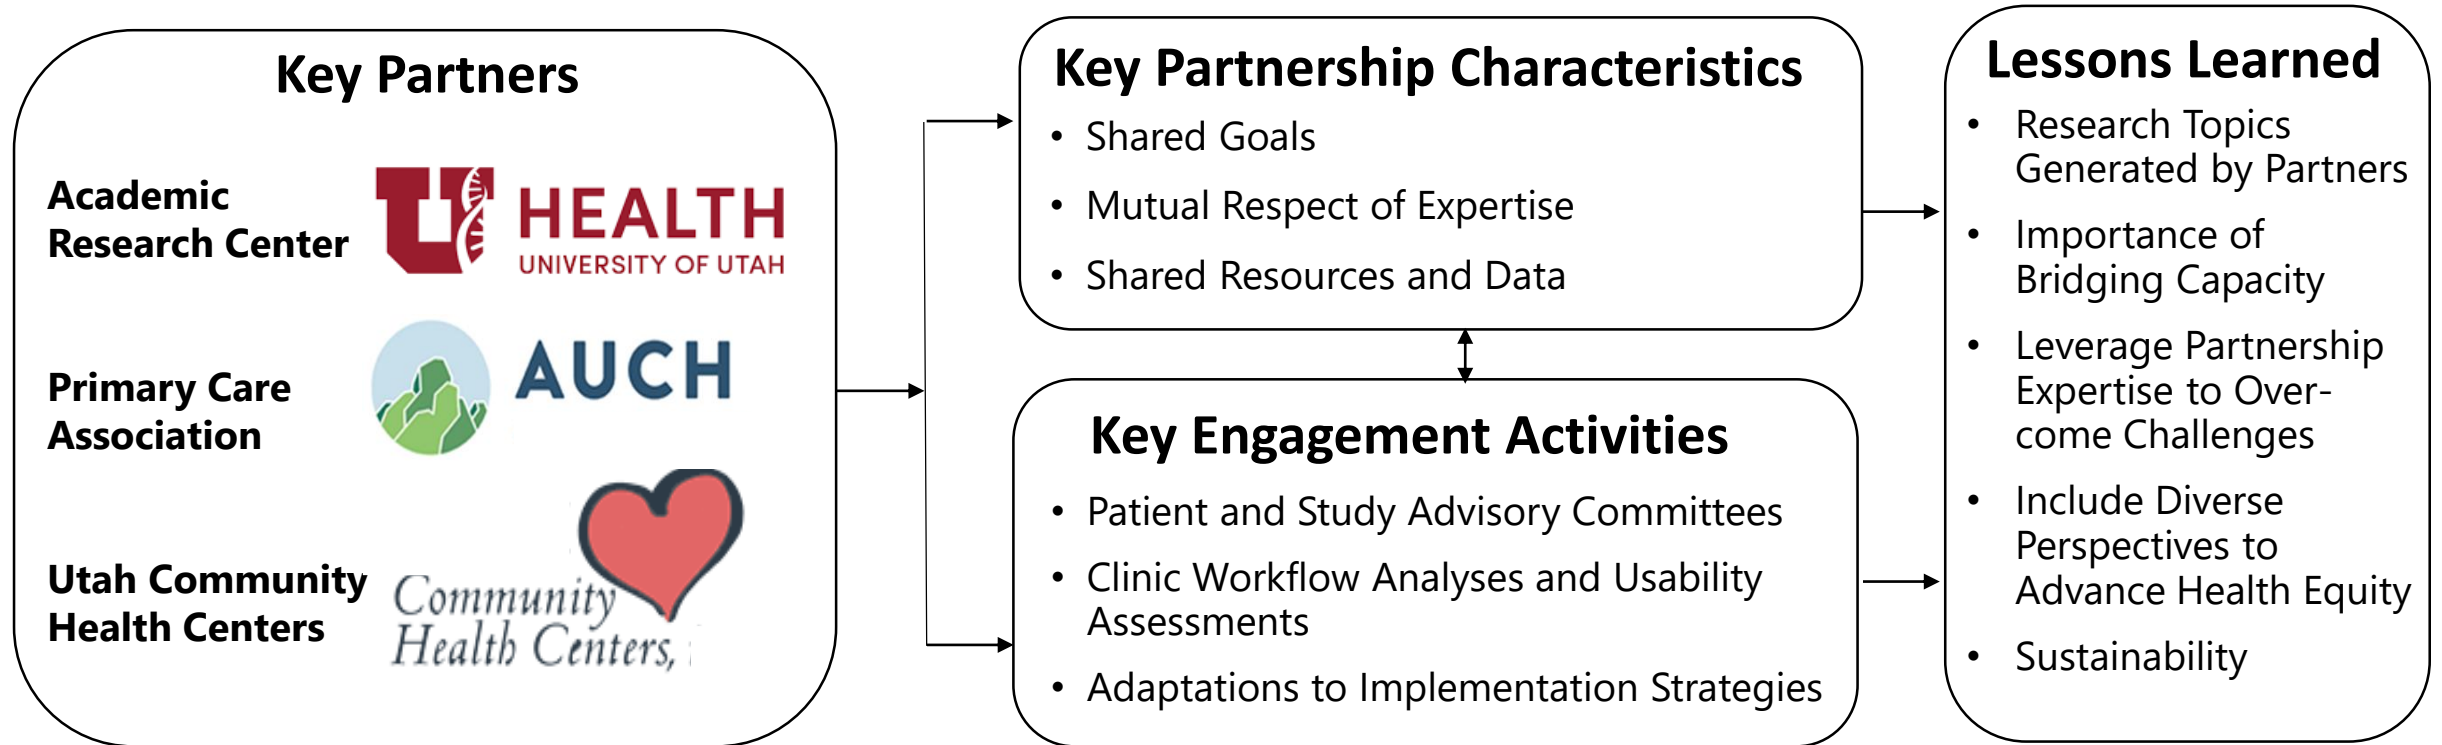 Key Partners
Academic
Research Center
U
HEALTH
UNIVERSITY OF UTAH
Primary Care
Association
AUCH
Utah Community
Health Centers
Community
Health Centers,
Key Partnership Characteristics
• Shared Goals
• Mutual Respect of Expertise
• Shared Resources and Data
Key Engagement Activities
• Patient and Study Advisory Committees
• Clinic Workflow Analyses and Usability
Assessments
• Adaptations to Implementation Strategies
Lessons Learned
• Research Topics
Generated by Partners
• Importance of
Bridging Capacity
• Leverage Partnership
Expertise to Over-
come Challenges
• Include Diverse
Perspectives to
Advance Health Equity
• Sustainability